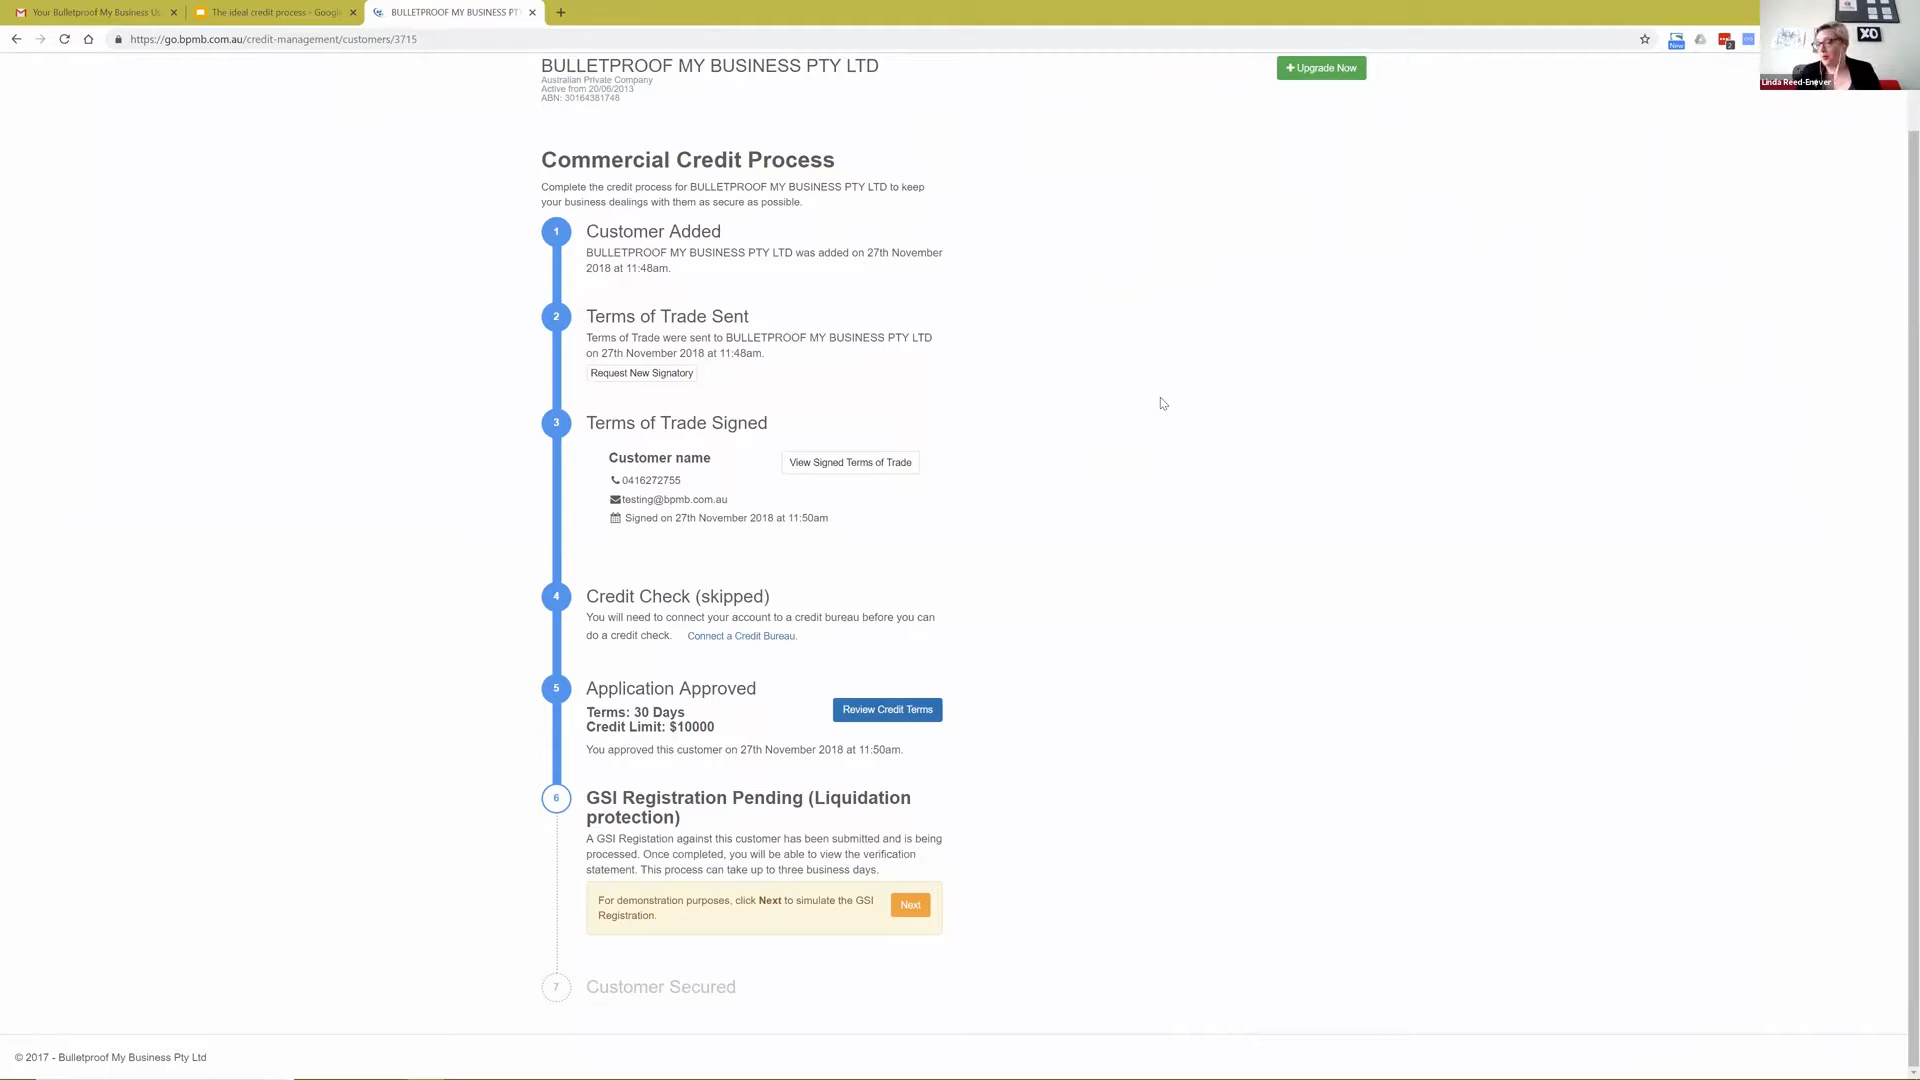 Your Bulletproof My Business Us
The ideal credit process - Google
BULLETPROOF MY BUSINESS PT
https://go.bpmb.com.au/credit-management/customers/3715
New
2
XO
Linda Reed-Enever
BULLETPROOF MY BUSINESS PTY LTD
Australian Private Company
Active from 20/06/2013
ABN: 30164381748
Upgrade Now
Commercial Credit Process
Complete the credit process for BULLETPROOF MY BUSINESS PTY LTD to keep
your business dealings with them as secure as possible.
1
Customer Added
BULLETPROOF MY BUSINESS PTY LTD was added on 27th November
2018 at 11:48am.
2
Terms of Trade Sent
Terms of Trade were sent to BULLETPROOF MY BUSINESS PTY LTD
on 27th November 2018 at 11:48am.
Request New Signatory
3
Terms of Trade Signed
Customer name
View Signed Terms of Trade
0416272755
testing@bpmb.com.au
Signed on 27th November 2018 at 11:50am
4
Credit Check (skipped)
You will need to connect your account to a credit bureau before you can
do a credit check. Connect a Credit Bureau.
5
Application Approved
Terms: 30 Days
Credit Limit: $10000
Review Credit Terms
You approved this customer on 27th November 2018 at 11:50am.
6
GSI Registration Pending (Liquidation
protection)
A GSI Registation against this customer has been submitted and is being
processed. Once completed, you will be able to view the verification
statement. This process can take up to three business days.
For demonstration purposes, click Next to simulate the GSI
Registration.
Next
7
Customer Secured
© 2017 - Bulletproof My Business Pty Ltd